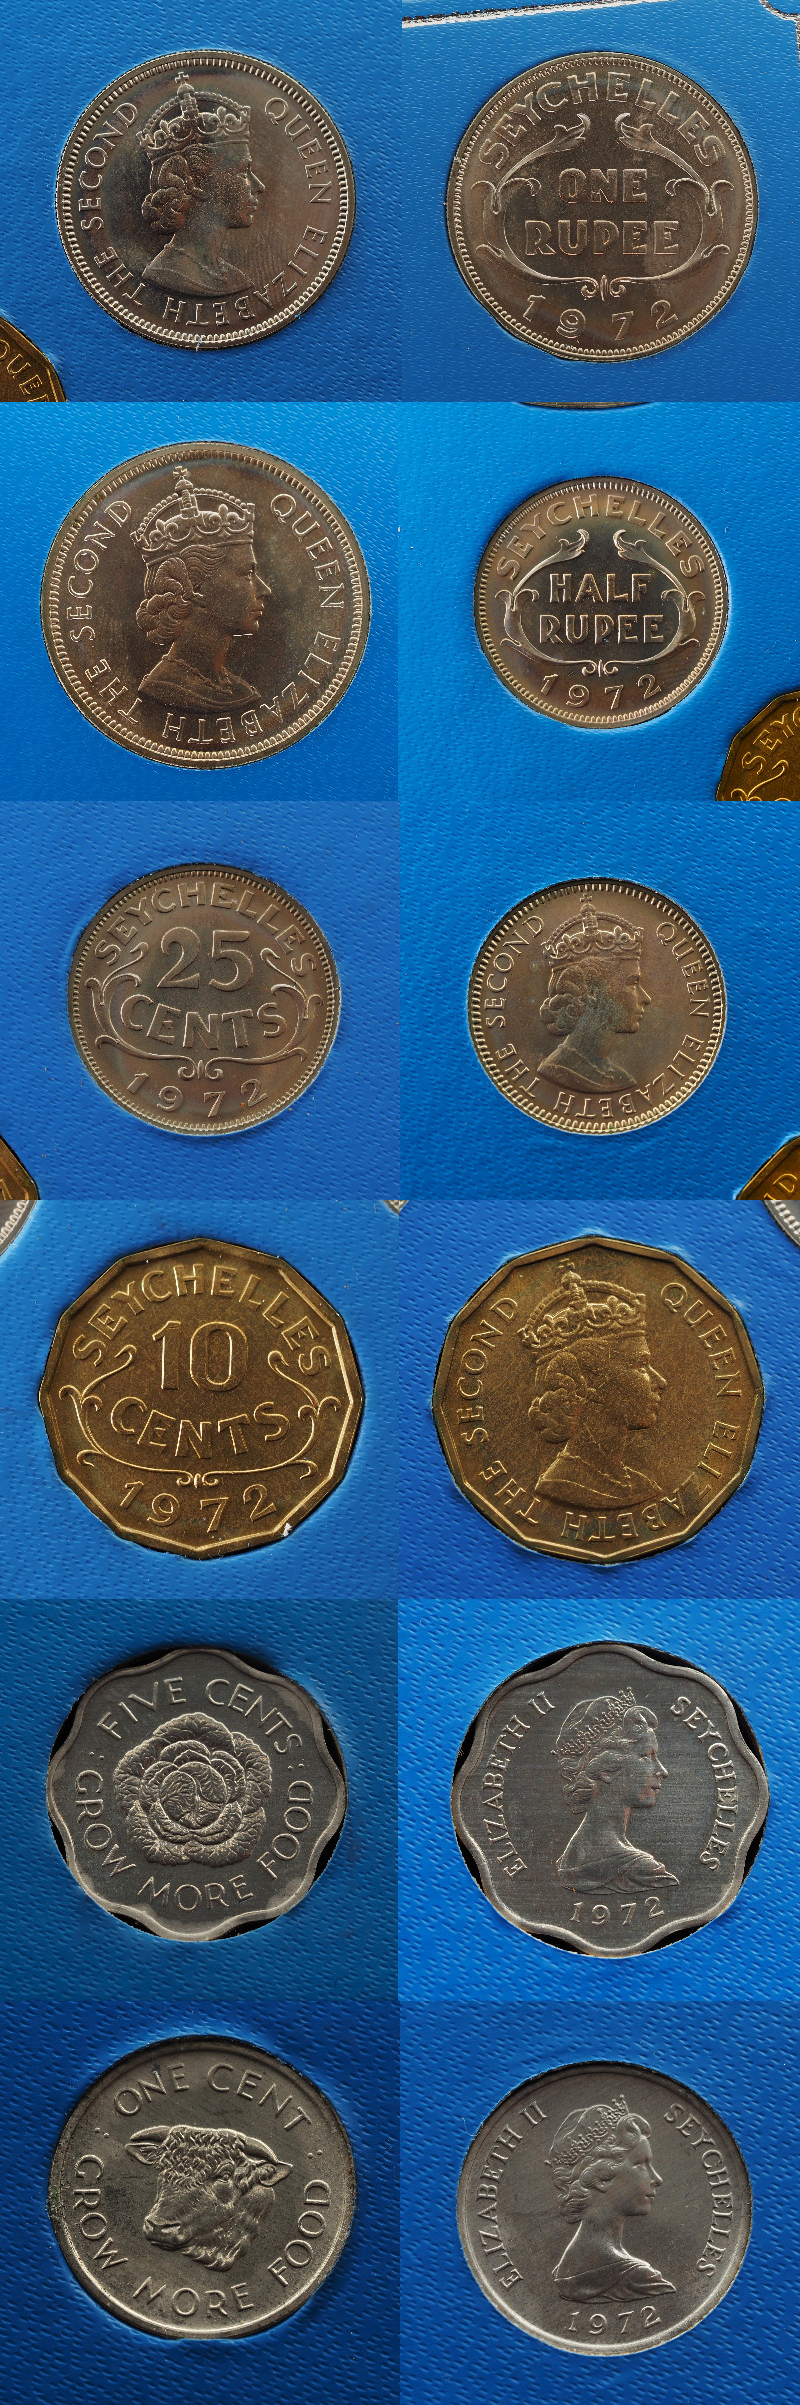 QUEEN ELIZABETH THE SECOND
QUEE
SEYCHELLES
ONE
RUPEE
1972
QUEEN ELIZABETH THE SECOND
SEYCHELLES
HALF
RUPEE
1972
SEYC
SEYCHELLES
25
CENTS
1972
QUEEN ELIZABETH THE SECOND
SEYCHELLES
10
CENTS
1972
QUEEN ELIZABETH THE SECOND
FIVE CENTS
: GROW MORE FOOD :
ELIZABETH II SEYCHELLES
1972
ONE CENT
: GROW MORE FOOD :
ELIZABETH II SEYCHELLES
1972